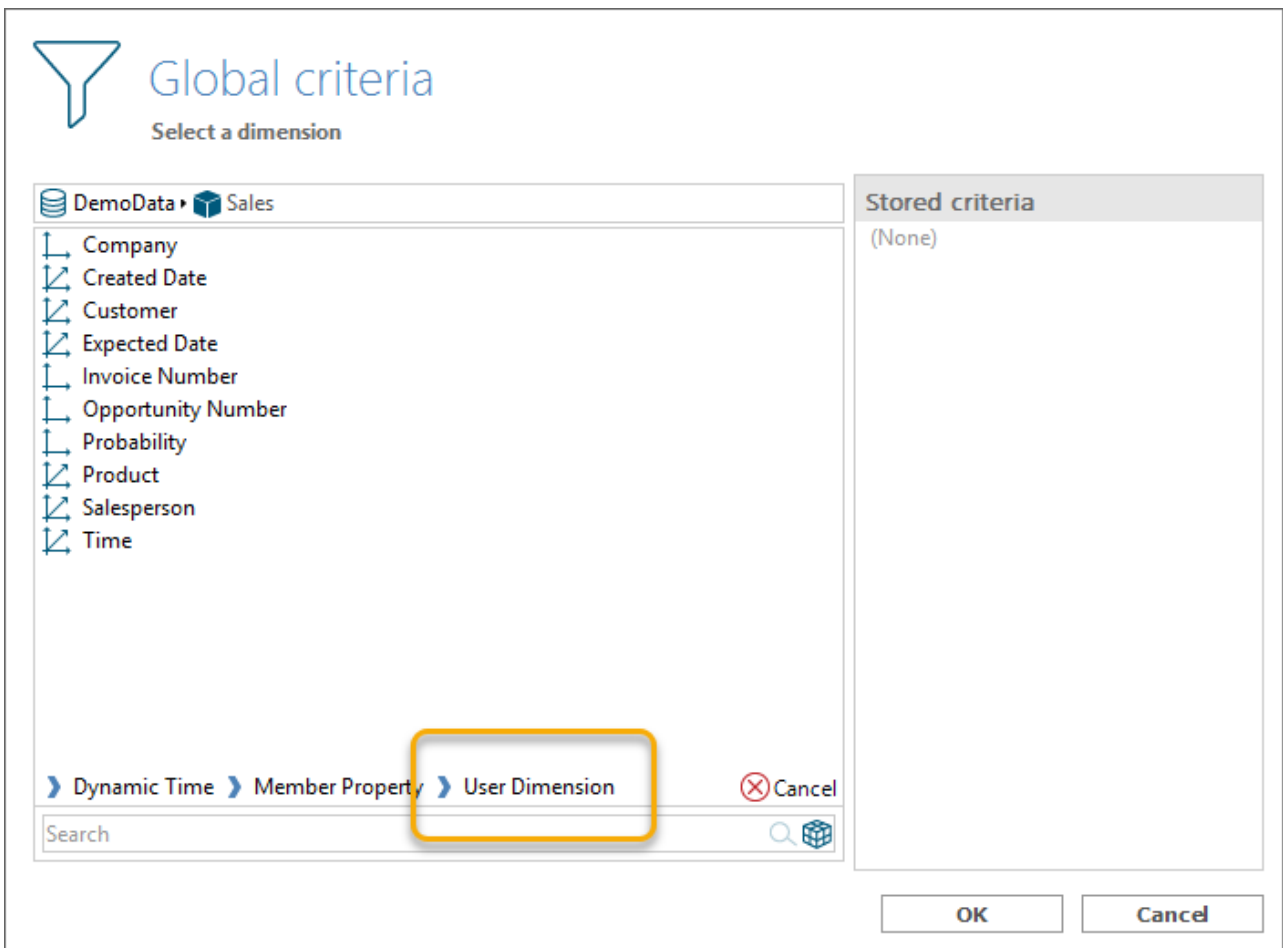 Global criteria
Select a dimension
DemoData Sales
Company
Created Date
Customer
Expected Date
Invoice Number
Opportunity Number
Probability
Product
Salesperson
Time
Dynamic Time Member Property User Dimension Cancel
Search
Stored criteria
(None)
OK Cancel